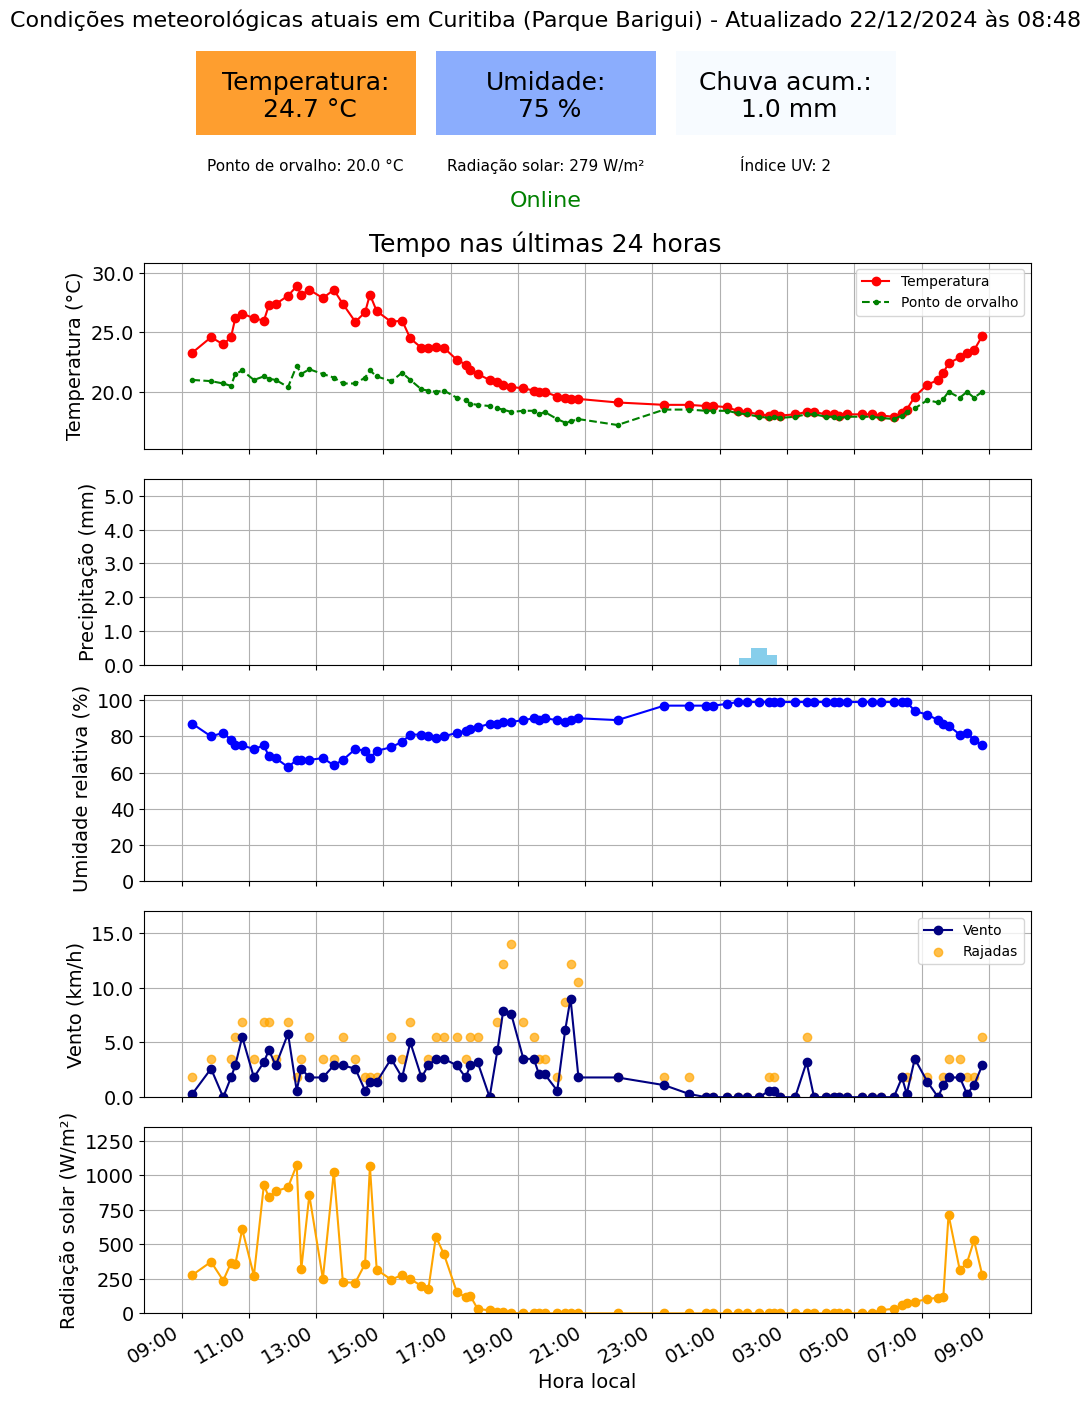 Condições meteorológicas atuais em Curitiba (Parque Barigui) - Atualizado 22/12/2024 às 08:48
Temperatura:
24.7 °C
Umidade:
75 %
Chuva acum.:
1.0 mm
Ponto de orvalho: 20.0 °C
Radiação solar: 279 W/m²
Índice UV: 2
Online
Tempo nas últimas 24 horas
Temperatura (°C)
30.0
25.0
20.0
Temperatura
Ponto de orvalho
Precipitação (mm)
5.0
4.0
3.0
2.0
1.0
0.0
Umidade relativa (%)
100
80
60
40
20
0
Vento (km/h)
15.0
10.0
5.0
0.0
Vento
Rajadas
Radiação solar (W/m²)
1250
1000
750
500
250
0
09:00
11:00
13:00
15:00
17:00
19:00
21:00
23:00
01:00
03:00
05:00
07:00
09:00
Hora local